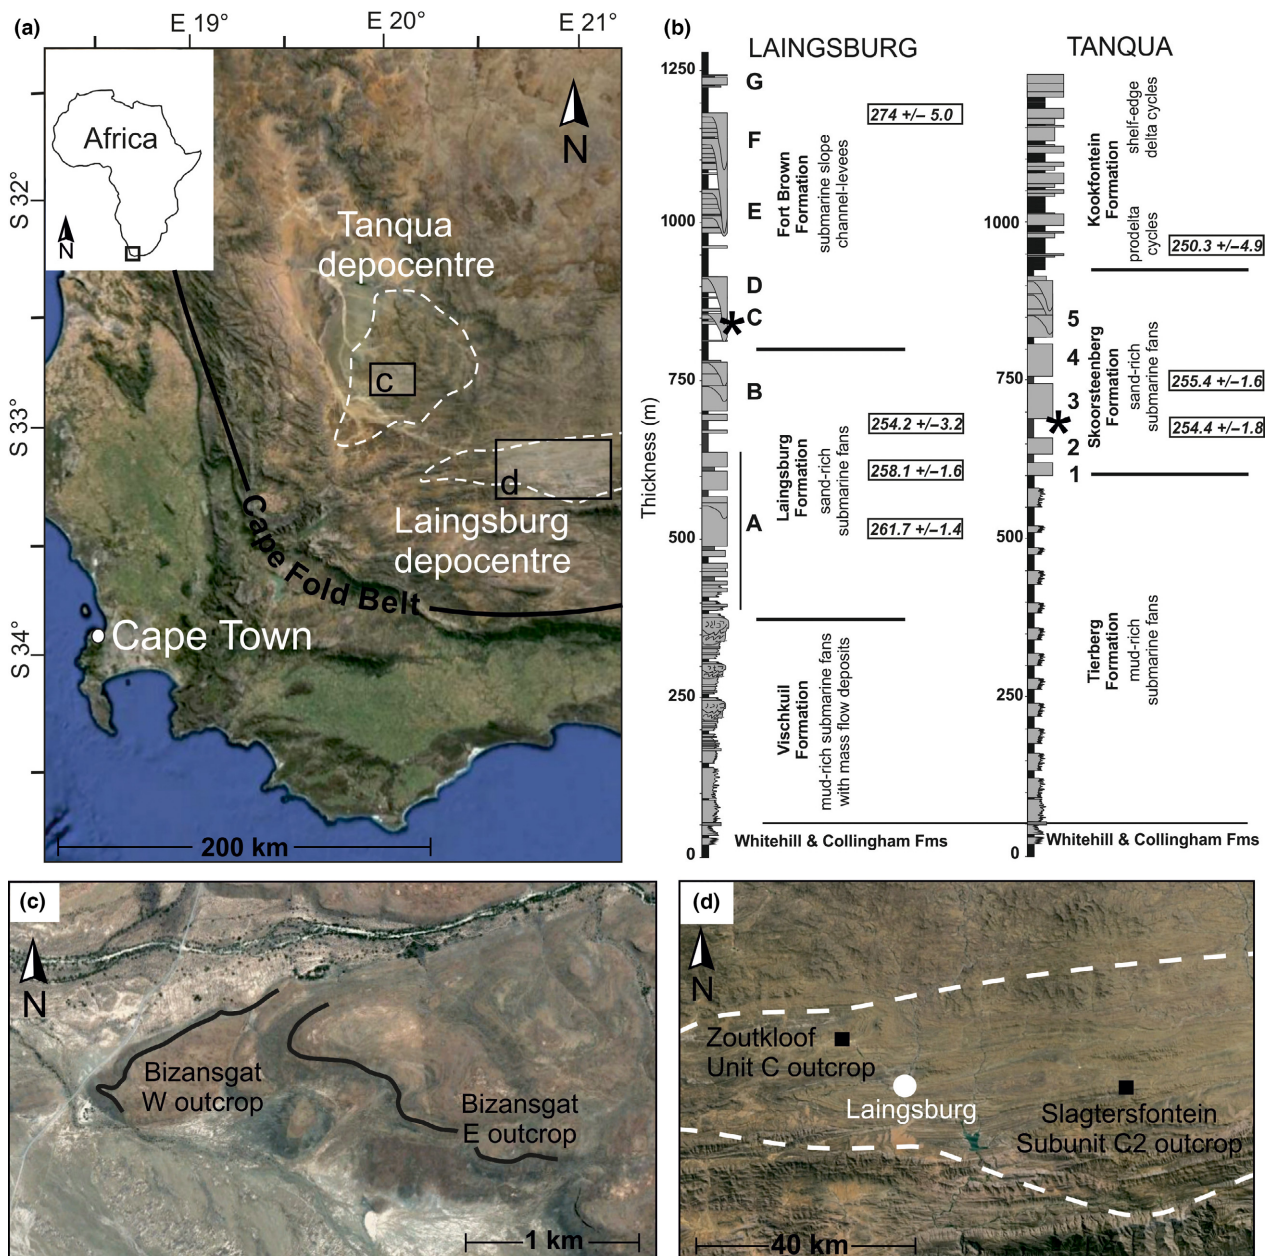 (a)
E 19°
E 20°
E 21°
S 32°
S 33°
S 34°
Africa
N
N
Tanqua
depocentre
c
d
Laingsburg
depocentre
Cape Fold Belt
Cape Town
200 km
(b)
LAINGSBURG
TANQUA
Thickness (m)
1250
1000
750
500
250
0
G
F
E
D
C
*
B
A
274 +/– 5.0
Fort Brown
Formation
submarine slope
channel-levees
254.2 +/–3.2
258.1 +/–1.6
261.7 +/–1.4
Laingsburg
Formation
sand-rich
submarine fans
Vischkuil
Formation
mud-rich submarine fans
with mass flow deposits
Whitehill & Collingham Fms
1000
750
500
250
0
5
4
3
*
2
1
Kookfontein
Formation
shelf-edge
delta cycles
prodelta
cycles
250.3 +/–4.9
Skoorsteenberg
Formation
sand-rich
submarine fans
255.4 +/–1.6
254.4 +/–1.8
Tierberg
Formation
mud-rich
submarine fans
Whitehill & Collingham Fms
(c)
N
Bizansgat
W outcrop
Bizansgat
E outcrop
1 km
(d)
N
Zoutkloof
Unit C outcrop
Laingsburg
Slagtersfontein
Subunit C2 outcrop
40 km